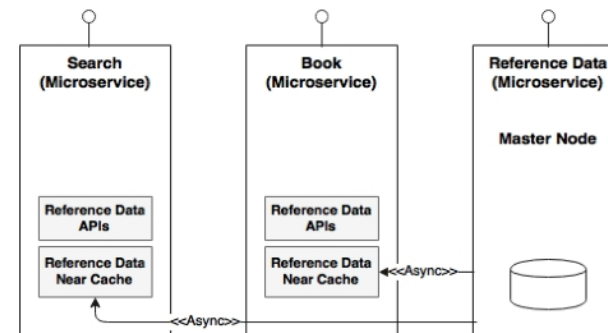 Search
(Microservice)
Reference Data
APIs
Reference Data
Near Cache
Book
(Microservice)
Reference Data
APIs
Reference Data
Near Cache
Reference Data
(Microservice)
Master Node
<<Async>>
<<Async>>